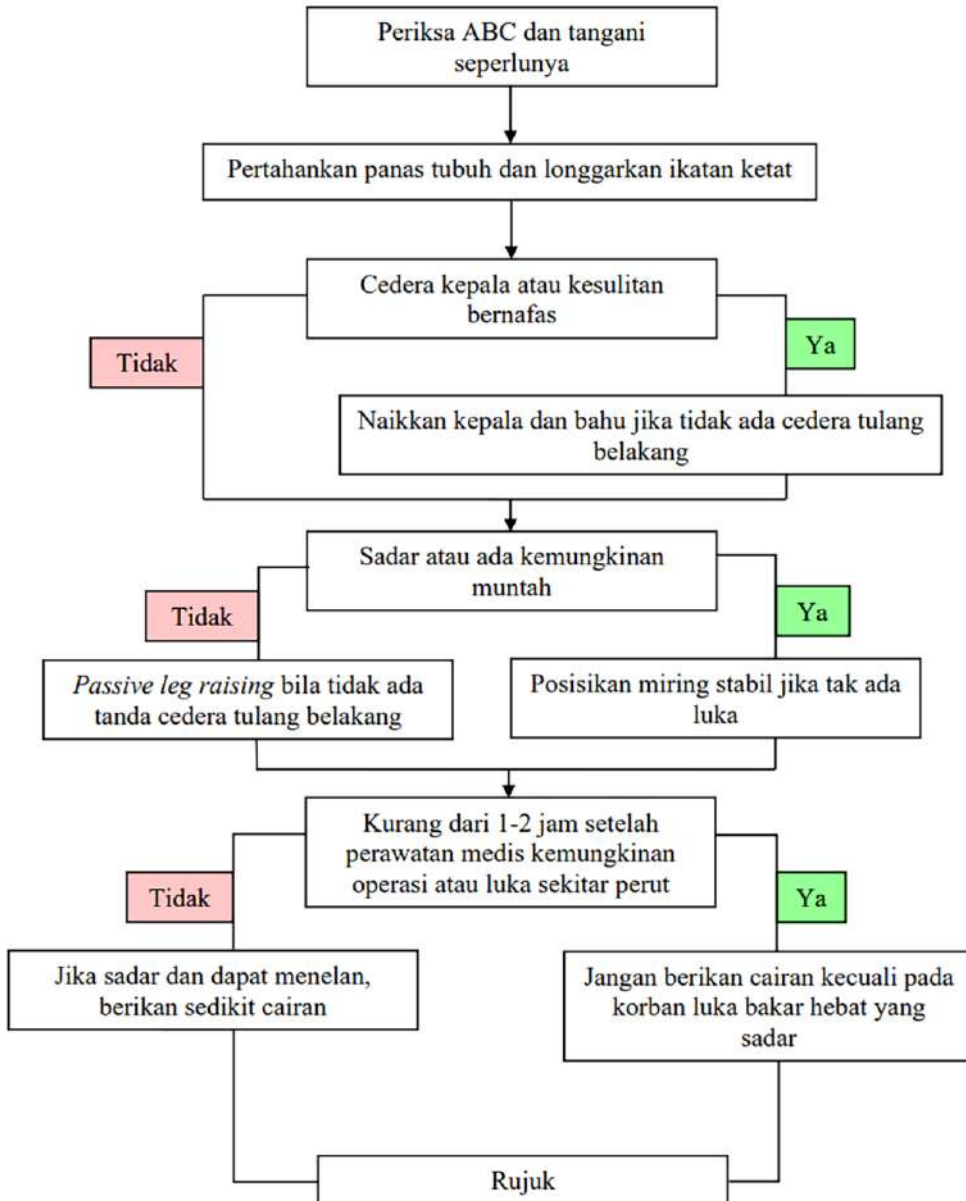 Periksa ABC dan tangani
seperlunya
Pertahankan panas tubuh dan longgarkan ikatan ketat
Cedera kepala atau kesulitan
bernafas
Tidak
Ya
Naikkan kepala dan bahu jika tidak ada cedera tulang
belakang
Sadar atau ada kemungkinan
muntah
Tidak
Ya
Passive leg raising bila tidak ada
tanda cedera tulang belakang
Posisikan miring stabil jika tak ada
luka
Kurang dari 1-2 jam setelah
perawatan medis kemungkinan
operasi atau luka sekitar perut
Tidak
Ya
Jika sadar dan dapat menelan,
berikan sedikit cairan
Jangan berikan cairan kecuali pada
korban luka bakar hebat yang
sadar
Rujuk